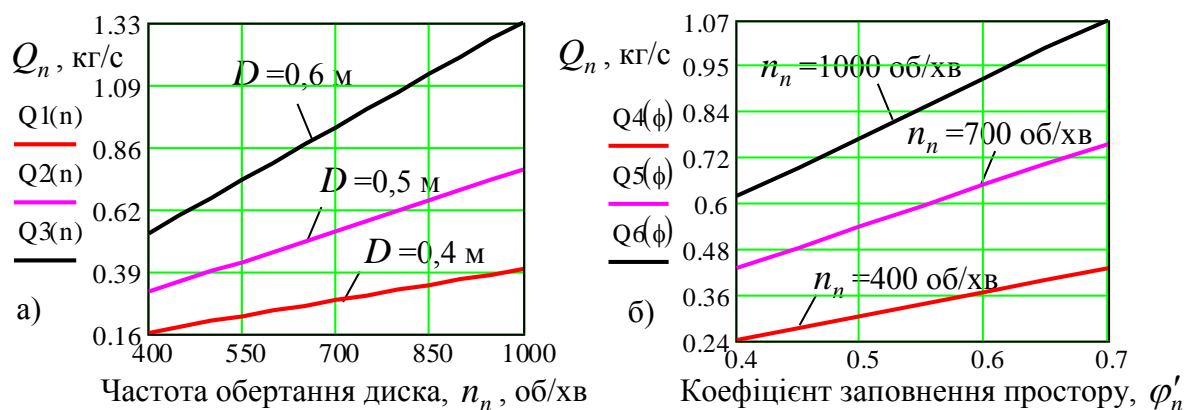 Q_n , кг/с
Q1(n)
Q2(n)
Q3(n)
1.33
1.09
0.86
0.62
0.39
0.16
D =0,6 м
D =0,5 м
D =0,4 м
а)
400 550 700 850 1000
Частота обертання диска, n_n , об/хв
Q_n , кг/с
Q4(ϕ)
Q5(ϕ)
Q6(ϕ)
1.07
0.95
0.84
0.72
0.6
0.48
0.36
0.24
n_n =1000 об/хв
n_n =700 об/хв
n_n =400 об/хв
б)
0.4 0.5 0.6 0.7
Коефіцієнт заповнення простору, φ′_n